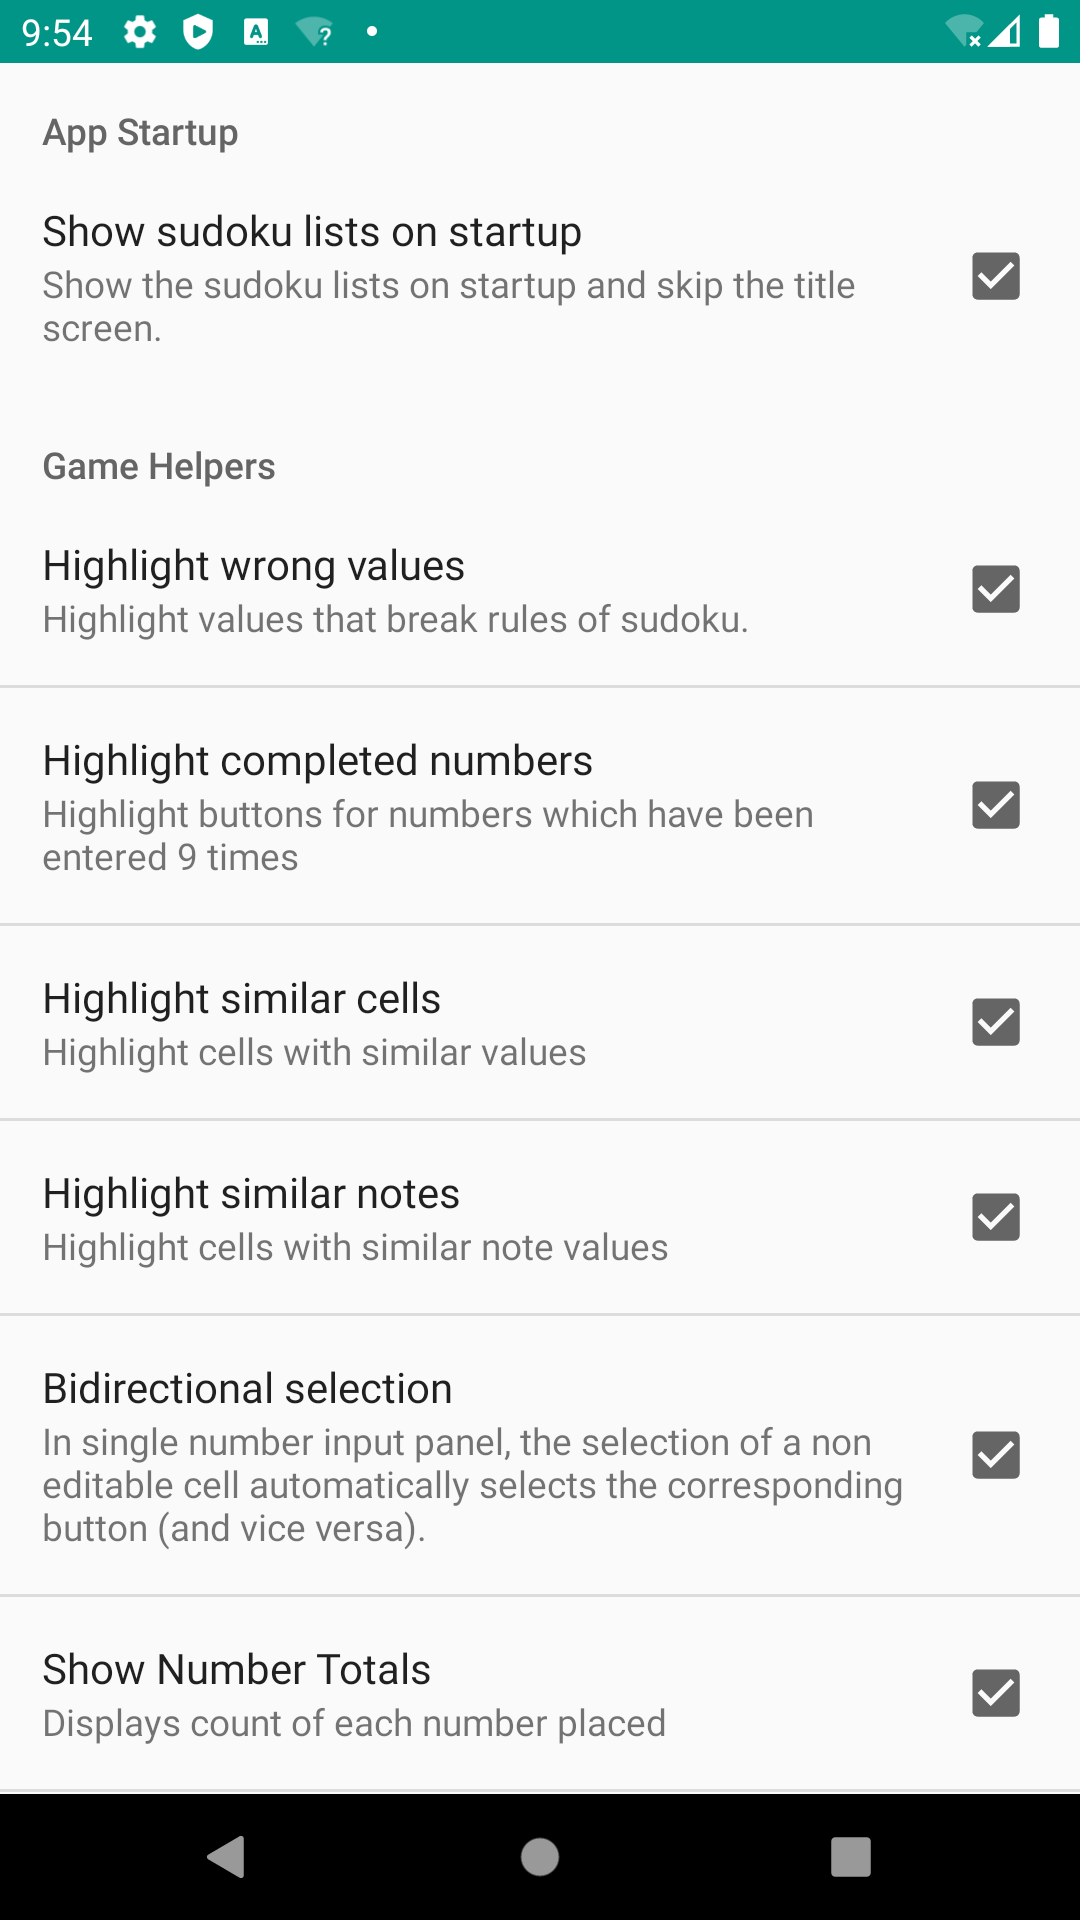 9:54
App Startup
Show sudoku lists on startup
Show the sudoku lists on startup and skip the title
screen.
Game Helpers
Highlight wrong values
Highlight values that break rules of sudoku.
Highlight completed numbers
Highlight buttons for numbers which have been
entered 9 times
Highlight similar cells
Highlight cells with similar values
Highlight similar notes
Highlight cells with similar note values
Bidirectional selection
In single number input panel, the selection of a non
editable cell automatically selects the corresponding
button (and vice versa).
Show Number Totals
Displays count of each number placed